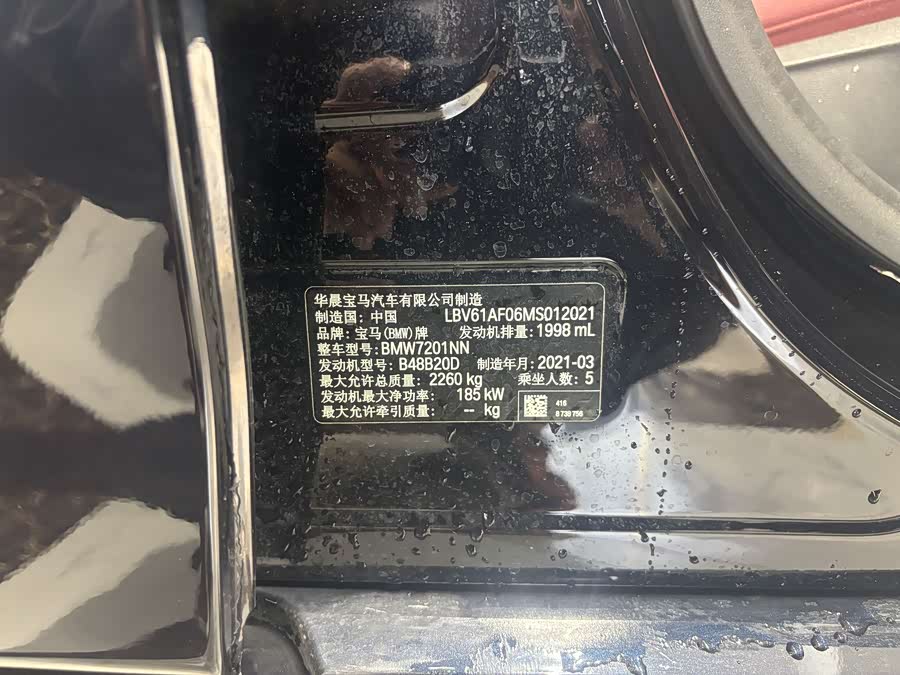 华晨宝马汽车有限公司制造
制造国: 中国 LBV61AF06MS012021
品牌: 宝马(BMW)牌 发动机排量: 1998 mL
整车型号: BMW7201NN
发动机型号: B48B20D 制造年月: 2021-03
最大允许总质量: 2260 kg 乘坐人数: 5
发动机最大净功率: 185 kW
最大允许牵引质量: -- kg
416
8 738 756